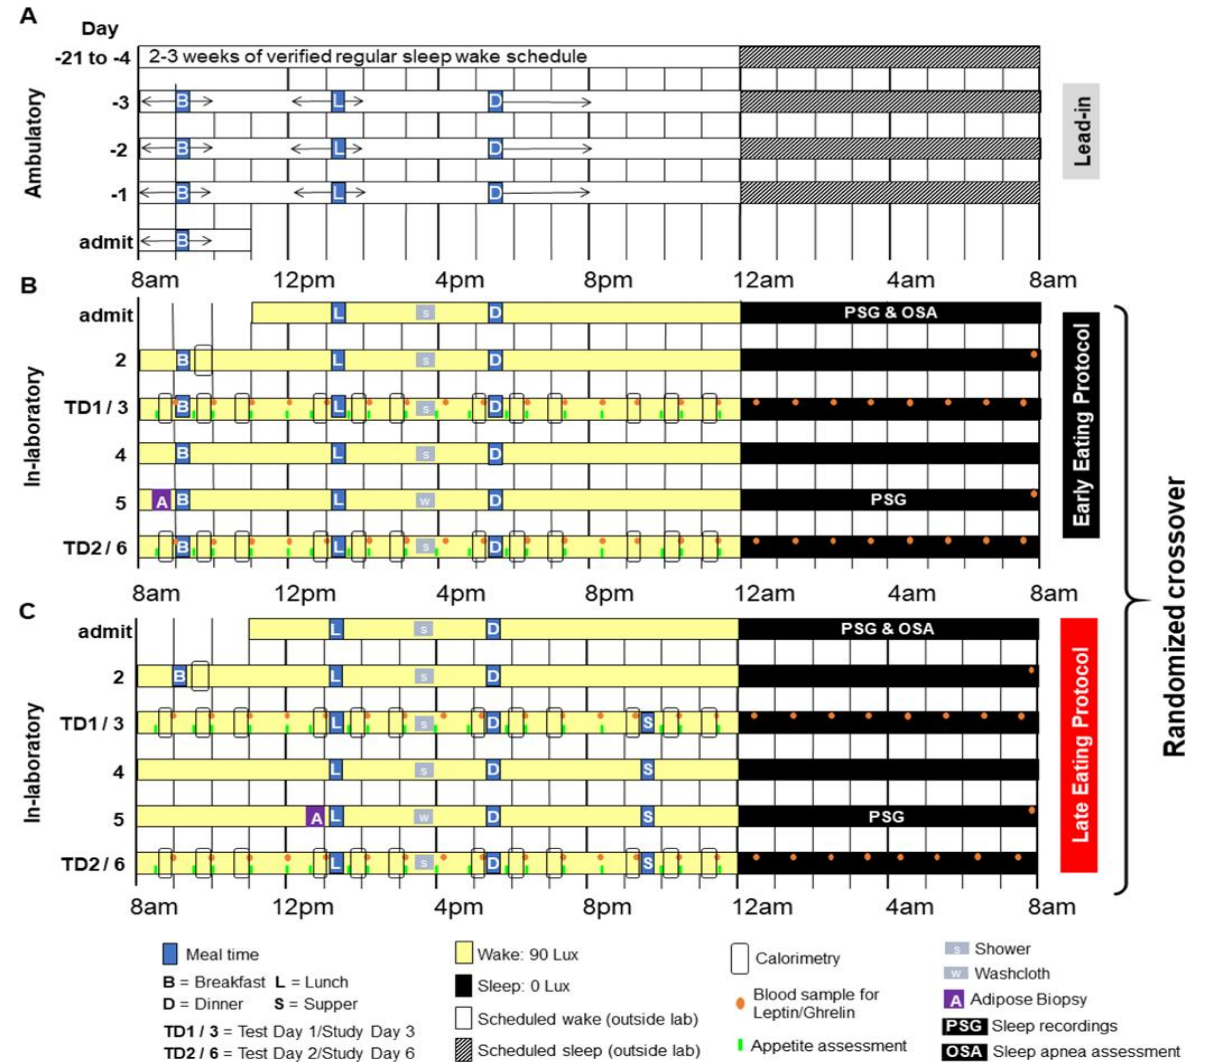 A
Day
-21 to -4 2-3 weeks of verified regular sleep wake schedule
Ambulatory
-3 B L D
-2 B L D
-1 B L D
admit B
Lead-in
8am 12pm 4pm 8pm 12am 4am 8am
B
In-laboratory
admit L s D PSG & OSA
2 B L s D
TD1 / 3 B L s D
4 B L s D
5 A B L w D PSG
TD2 / 6 B L s D
Early Eating Protocol
8am 12pm 4pm 8pm 12am 4am 8am
Randomized crossover
C
In-laboratory
admit L s D PSG & OSA
2 B L s D
TD1 / 3 L s D S
4 L s D S
5 A L w D S PSG
TD2 / 6 L s D S
Late Eating Protocol
8am 12pm 4pm 8pm 12am 4am 8am
Meal time
B = Breakfast L = Lunch
D = Dinner S = Supper
TD1 / 3 = Test Day 1/Study Day 3
TD2 / 6 = Test Day 2/Study Day 6
Wake: 90 Lux
Sleep: 0 Lux
Scheduled wake (outside lab)
Scheduled sleep (outside lab)
Calorimetry
Blood sample for
Leptin/Ghrelin
Appetite assessment
s Shower
w Washcloth
A Adipose Biopsy
PSG Sleep recordings
OSA Sleep apnea assessment